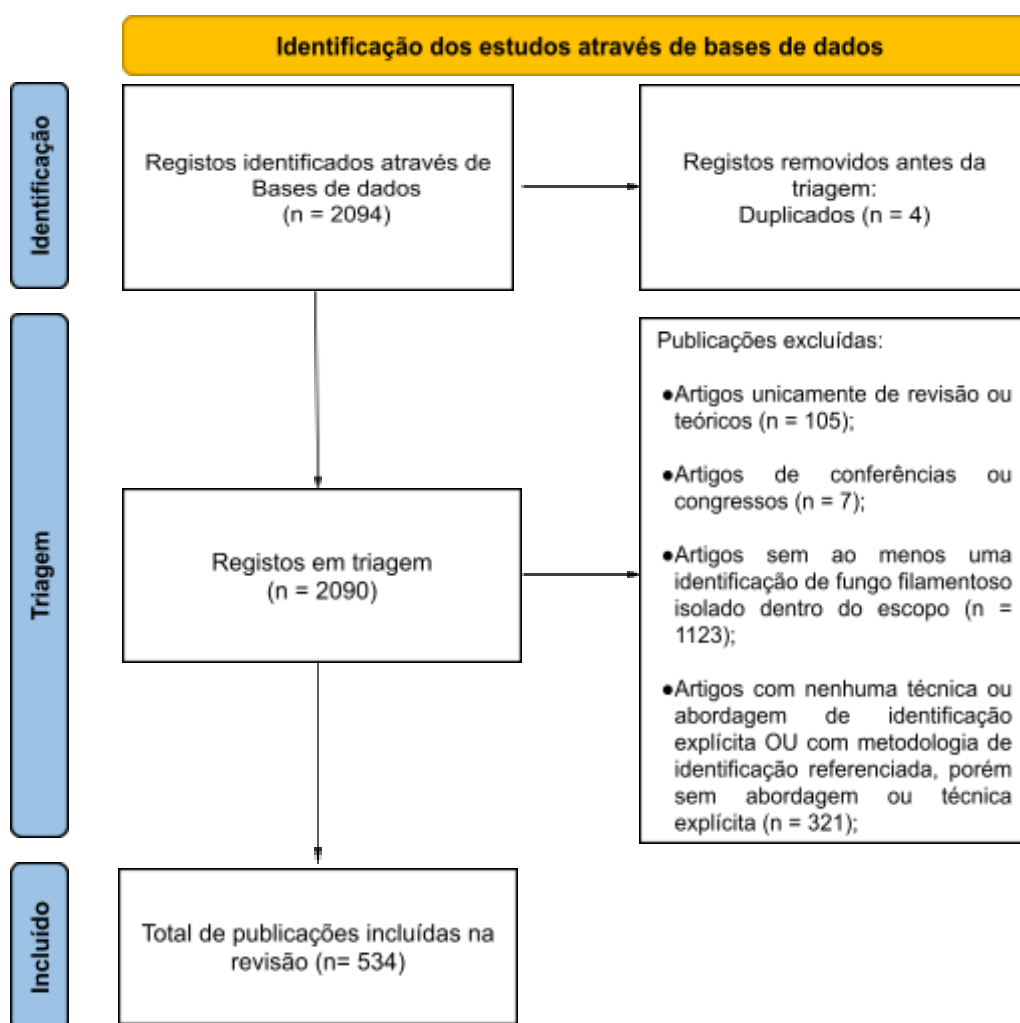 Identificação dos estudos através de bases de dados
Identificação
Registos identificados através de
Bases de dados
(n = 2094)
Registos removidos antes da
triagem:
Duplicados (n = 4)
Triagem
Registos em triagem
(n = 2090)
Publicações excluídas:
●Artigos unicamente de revisão ou
teóricos (n = 105);
●Artigos de conferências ou
congressos (n = 7);
●Artigos sem ao menos uma
identificação de fungo filamentoso
isolado dentro do escopo (n =
1123);
●Artigos com nenhuma técnica ou
abordagem de identificação
explícita OU com metodologia de
identificação referenciada, porém
sem abordagem ou técnica
explícita (n = 321);
Incluído
Total de publicações incluídas na
revisão (n= 534)